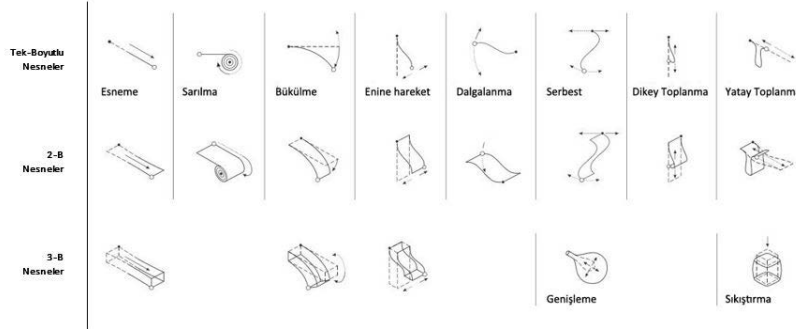 Tek-Boyutlu
Nesneler
Esneme
Sarılma
Bükülme
Enine hareket
Dalgalanma
Serbest
Dikey Toplanma
Yatay Toplanm
2-B
Nesneler
3-B
Nesneler
Genişleme
Sıkıştırma